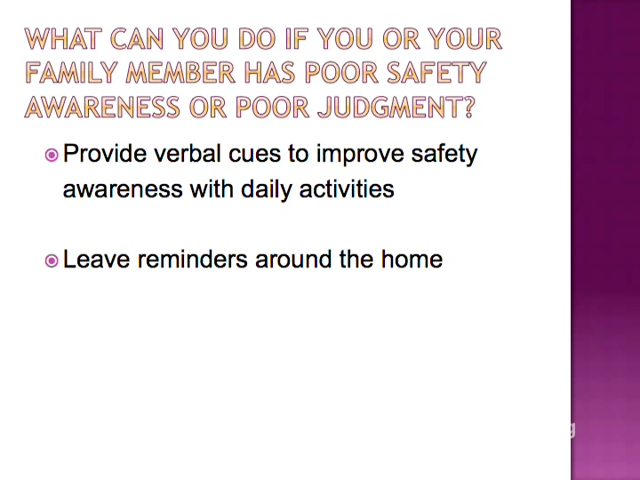 WHAT CAN YOU DO IF YOU OR YOUR
FAMILY MEMBER HAS POOR SAFETY
AWARENESS OR POOR JUDGMENT?
Provide verbal cues to improve safety
awareness with daily activities
Leave reminders around the home